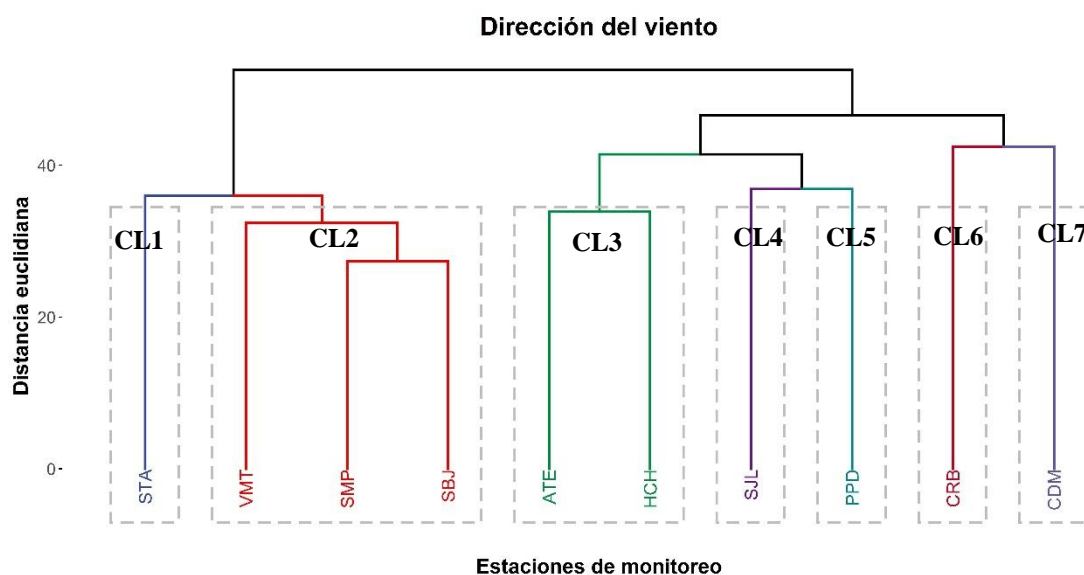 Dirección del viento
Distancia euclidiana
40-
20-
0-
CL1
CL2
CL3
CL4
CL5
CL6
CL7
STA
VMT
SMP
SBJ
ATE
HCH
SJL
PPD
CRB
CDM
Estaciones de monitoreo